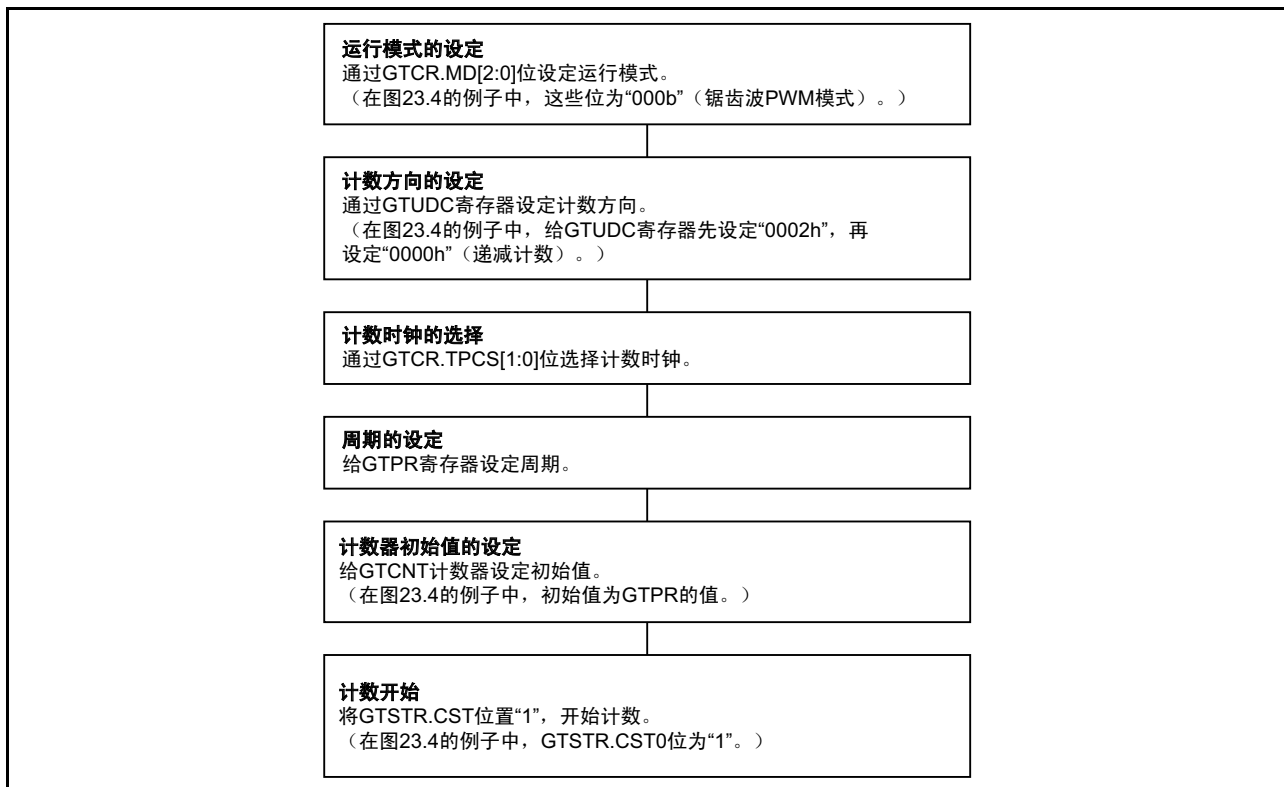 运行模式的设定
通过GTCR.MD[2:0]位设定运行模式。
（在图23.4的例子中，这些位为“000b”（锯齿波PWM模式）。）
计数方向的设定
通过GTUDC寄存器设定计数方向。
（在图23.4的例子中，给GTUDC寄存器先设定“0002h”，再
设定“0000h”（递减计数）。）
计数时钟的选择
通过GTCR.TPCS[1:0]位选择计数时钟。
周期的设定
给GTPR寄存器设定周期。
计数器初始值的设定
给GTCNT计数器设定初始值。
（在图23.4的例子中，初始值为GTPR的值。）
计数开始
将GTSTR.CST位置“1”，开始计数。
（在图23.4的例子中，GTSTR.CST0位为“1”。）